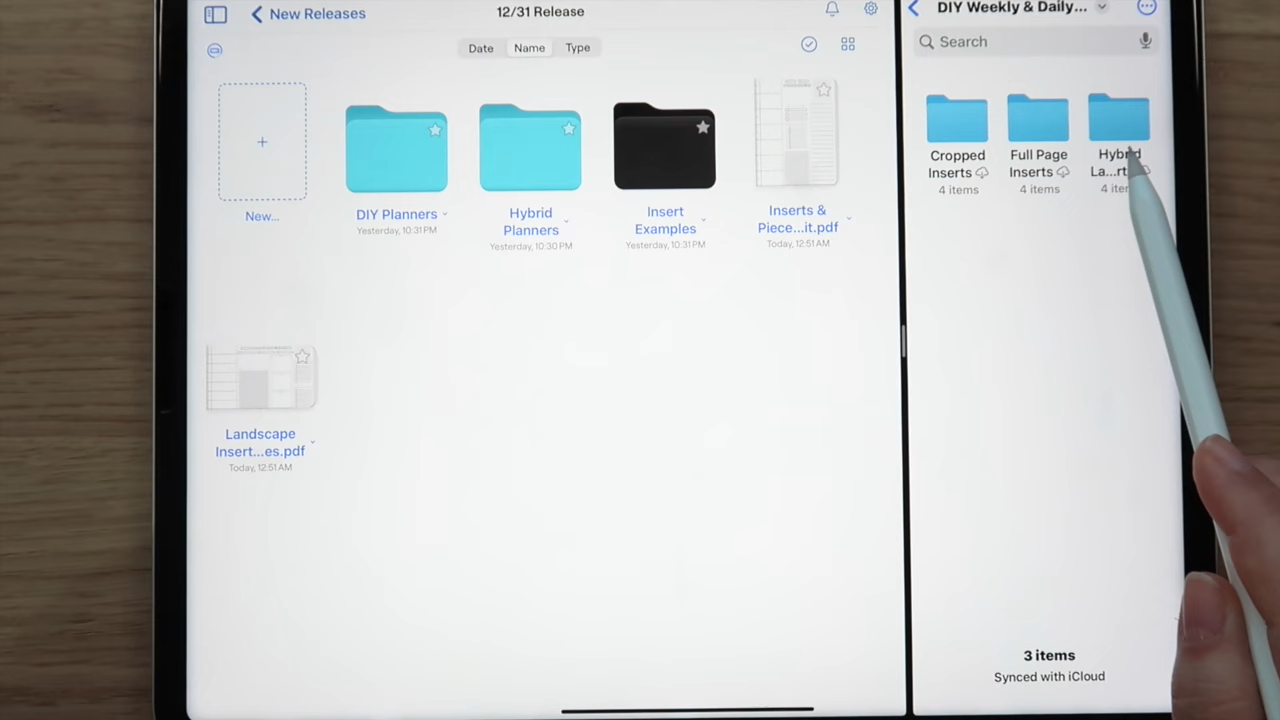 New Releases
12/31 Release
Date
Name
Type
New...
DIY Planners
Yesterday, 10:31 PM
Hybrid
Planners
Yesterday, 10:30 PM
Insert
Examples
Yesterday, 10:31 PM
Inserts &
Piece...it.pdf
Today, 12:51 AM
Landscape
Insert...es.pdf
Today, 12:51 AM
DIY Weekly & Daily...
Search
Cropped
Inserts
4 items
Full Page
Inserts
4 items
Hybrid
3 items
Synced with iCloud